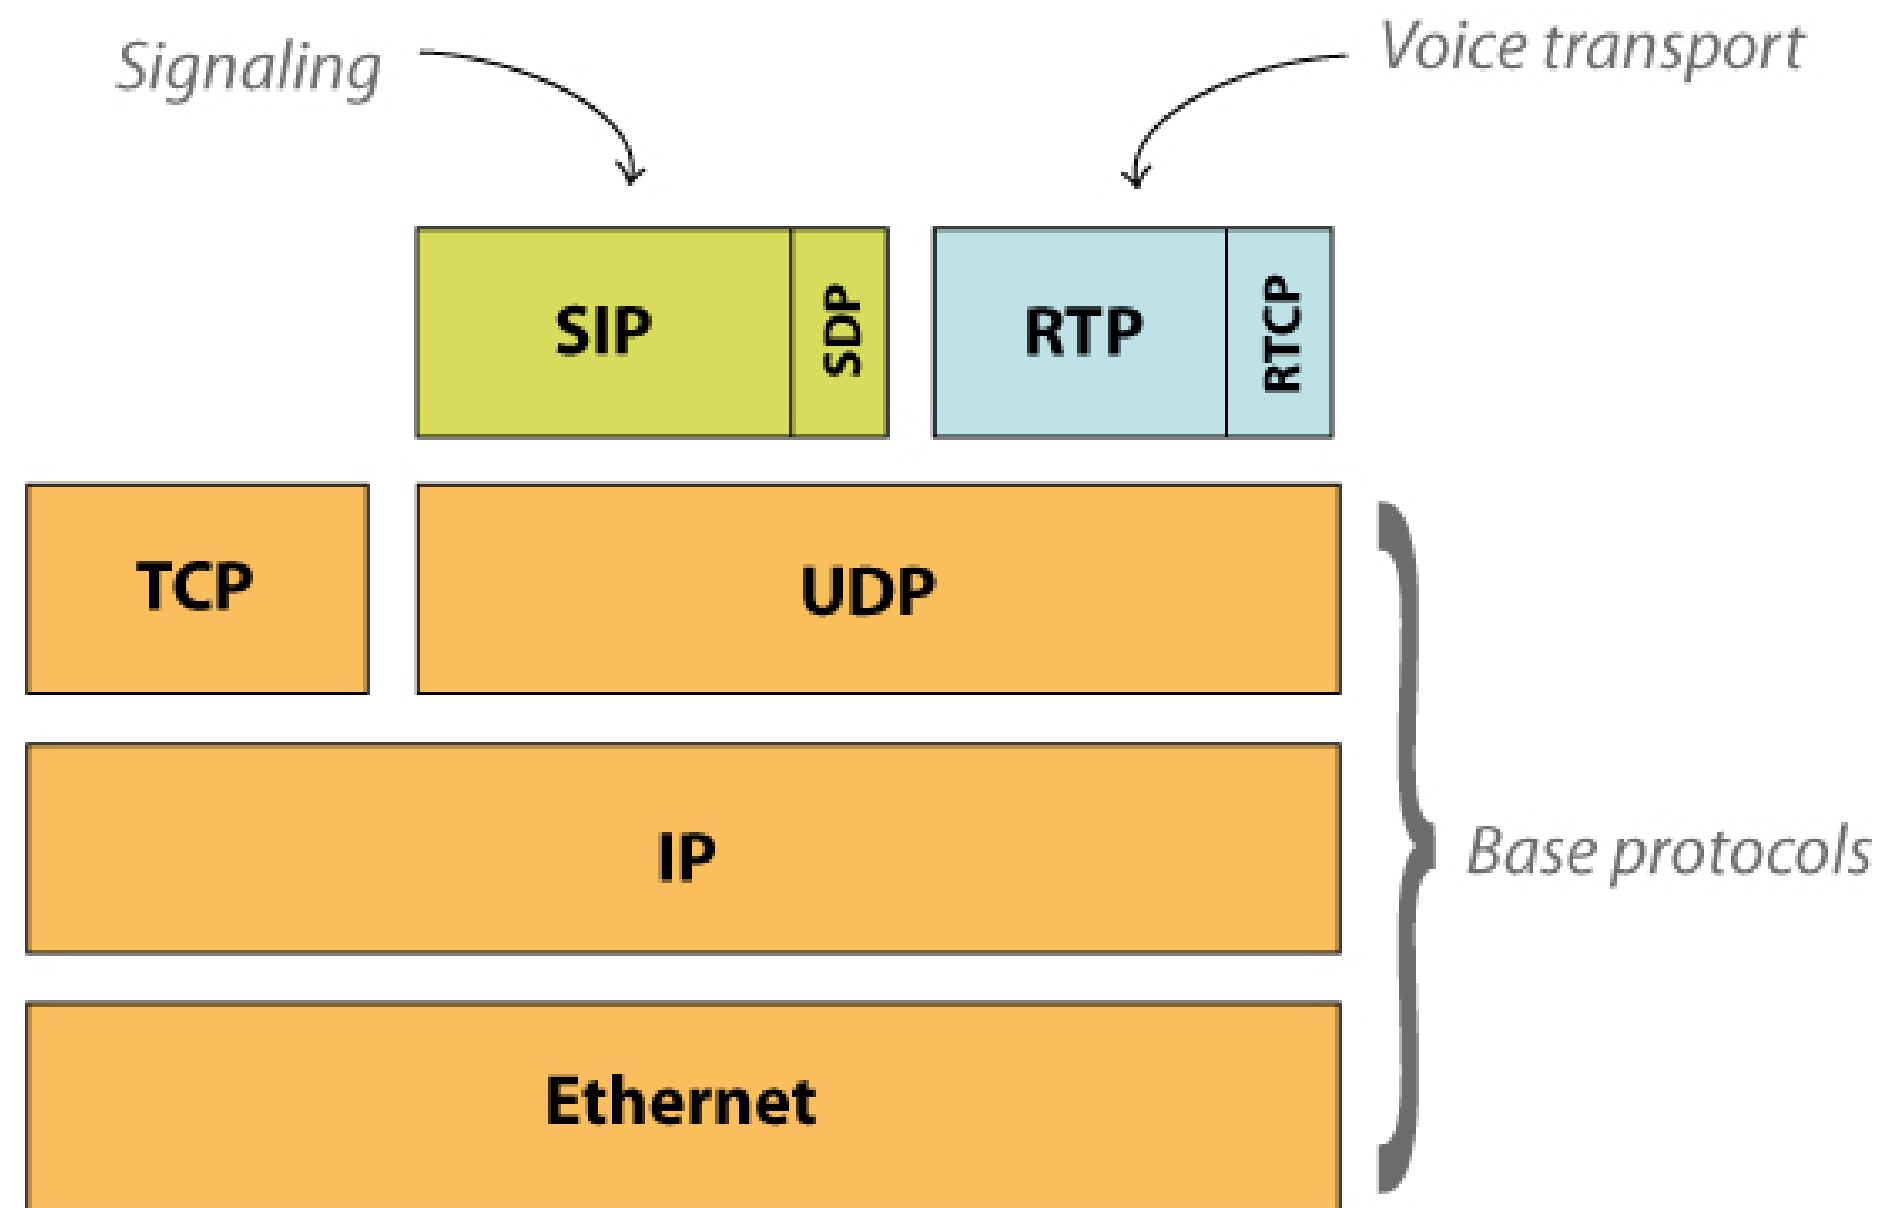 Signaling
Voice transport
SIP
SDP
RTP
RTCP
TCP
UDP
IP
Base protocols
Ethernet